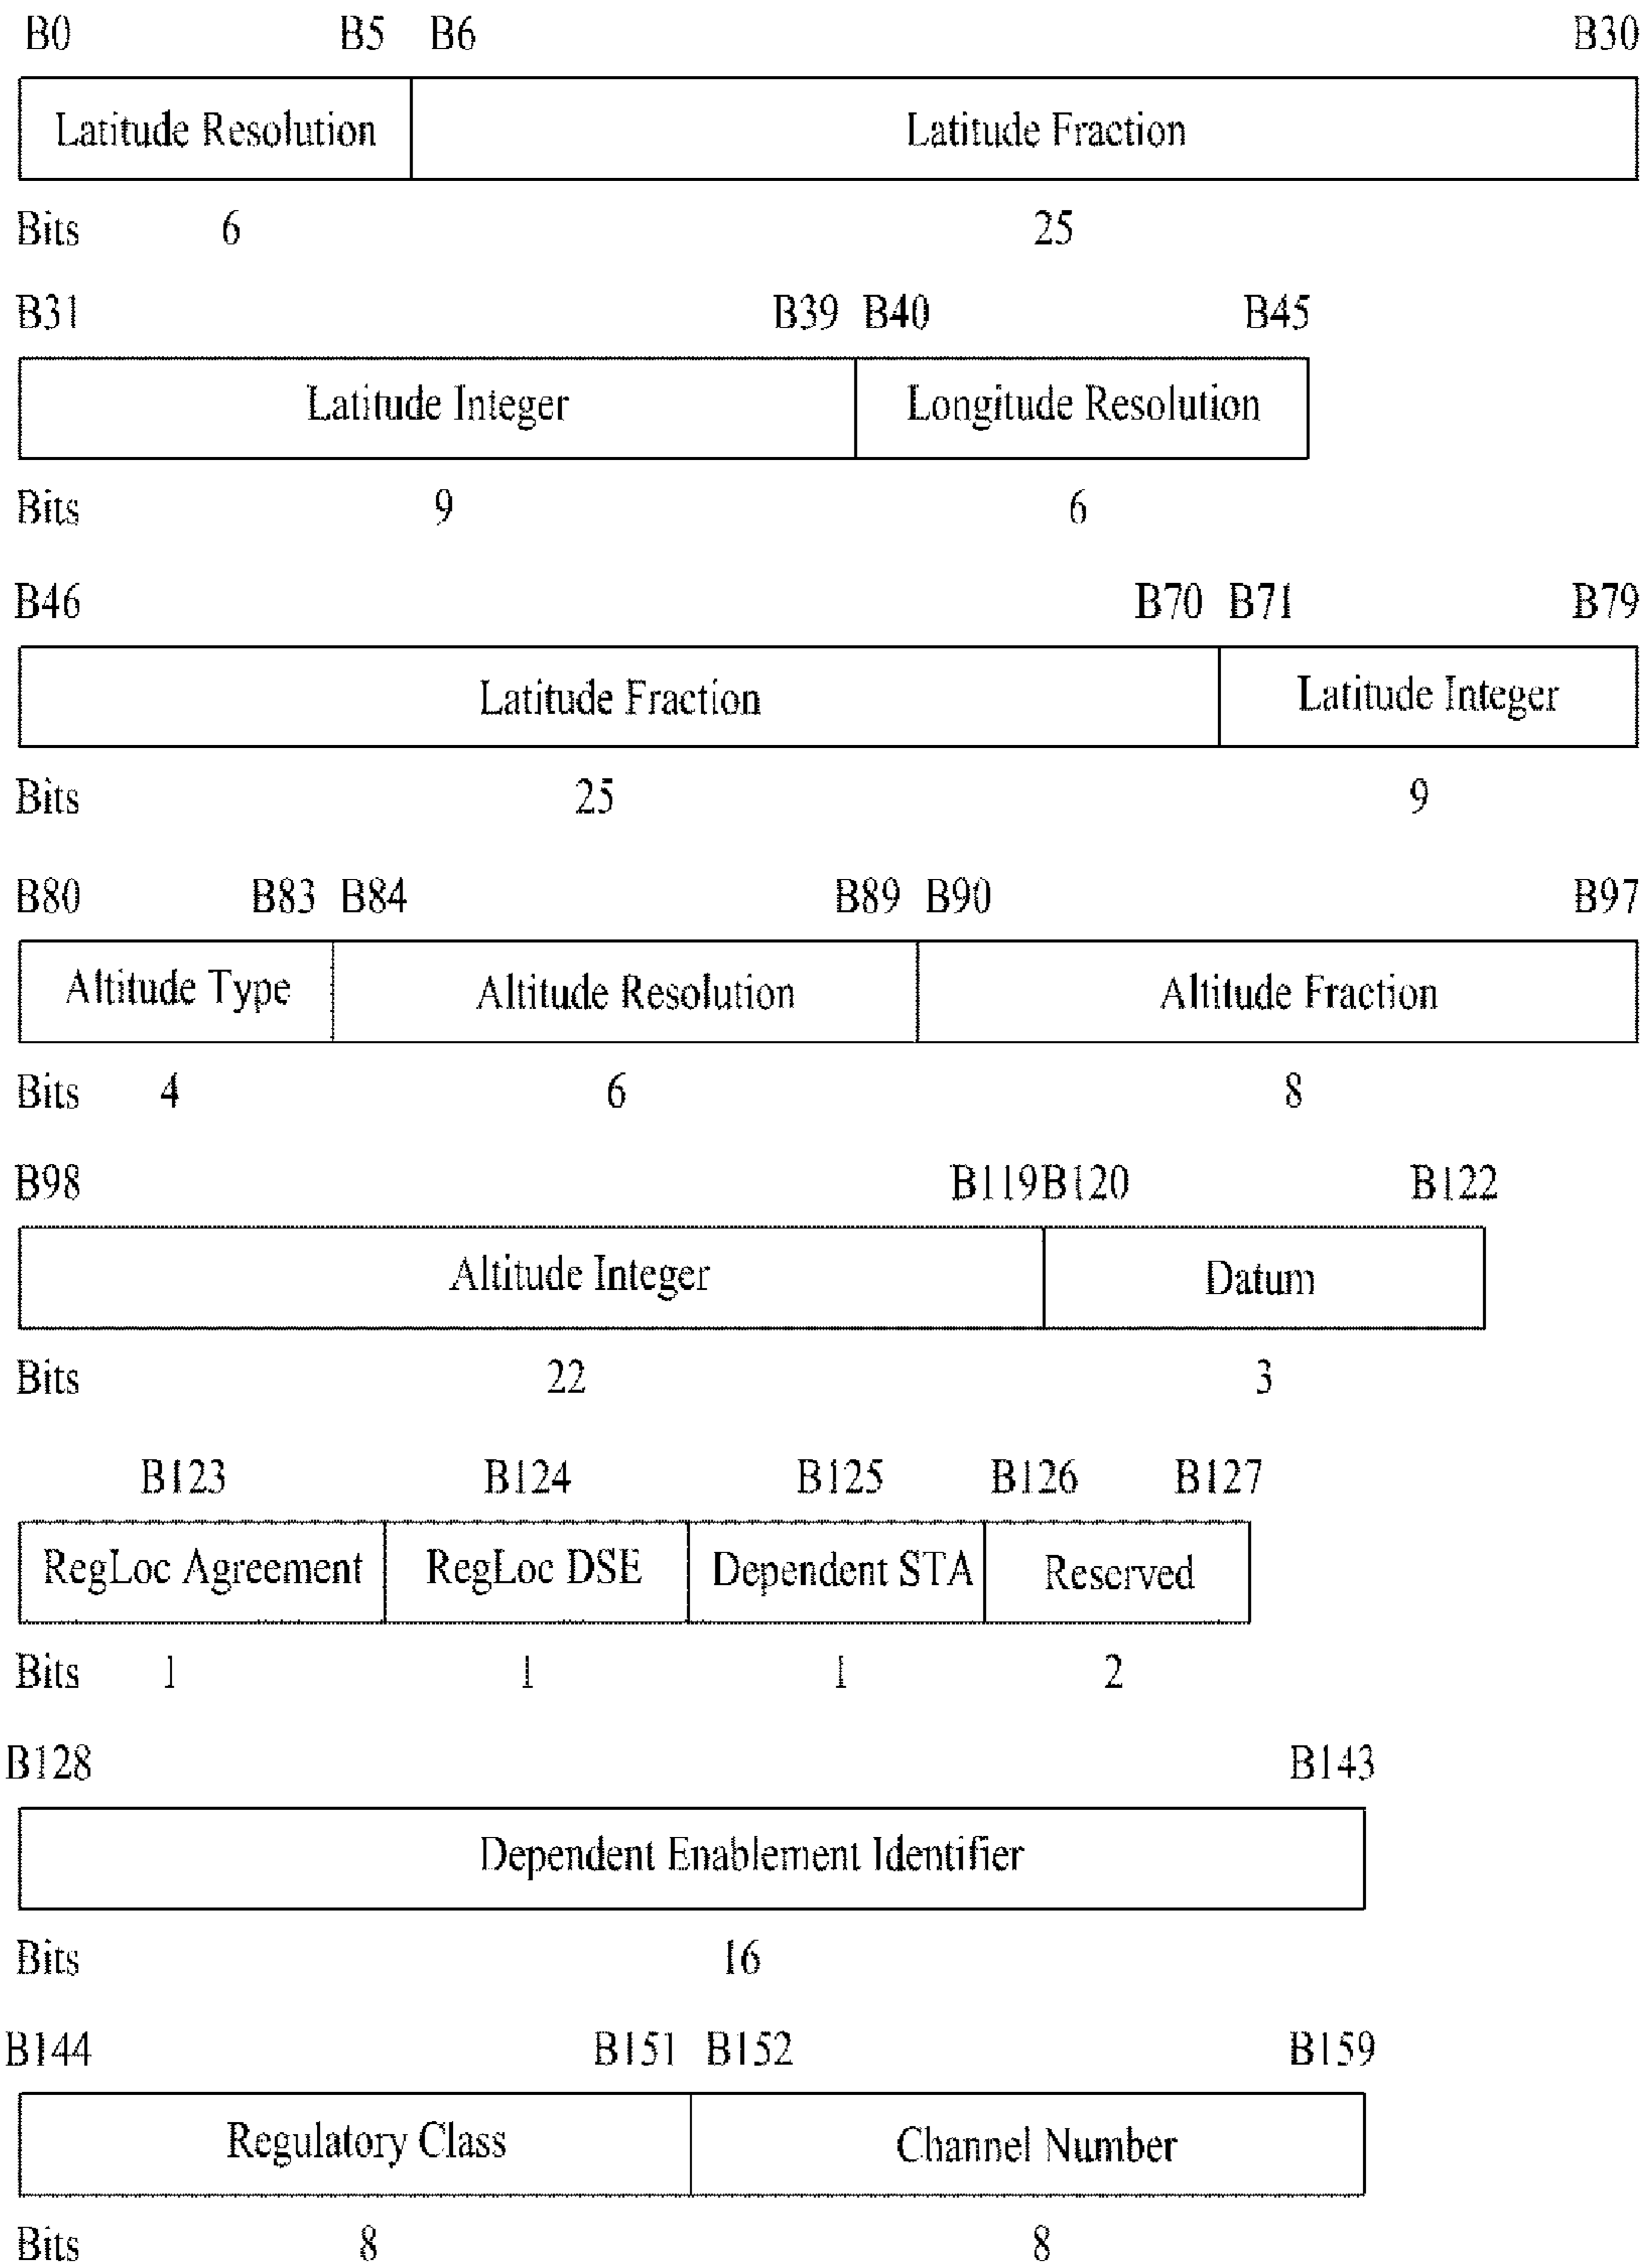 B0 B5 B6 B30
Latitude Resolution Latitude Fraction
Bits 6 25
B31 B39 B40 B45
Latitude Integer Longitude Resolution
Bits 9 6
B46 B70 B71 B79
Latitude Fraction Latitude Integer
Bits 25 9
B80 B83 B84 B89 B90 B97
Altitude Type Altitude Resolution Altitude Fraction
Bits 4 6 8
B98 B119 B120 B122
Altitude Integer Datum
Bits 22 3
B123 B124 B125 B126 B127
RegLoc Agreement RegLoc DSE Dependent STA Reserved
Bits 1 1 1 2
B128 B143
Dependent Enablement Identifier
Bits 16
B144 B151 B152 B159
Regulatory Class Channel Number
Bits 8 8